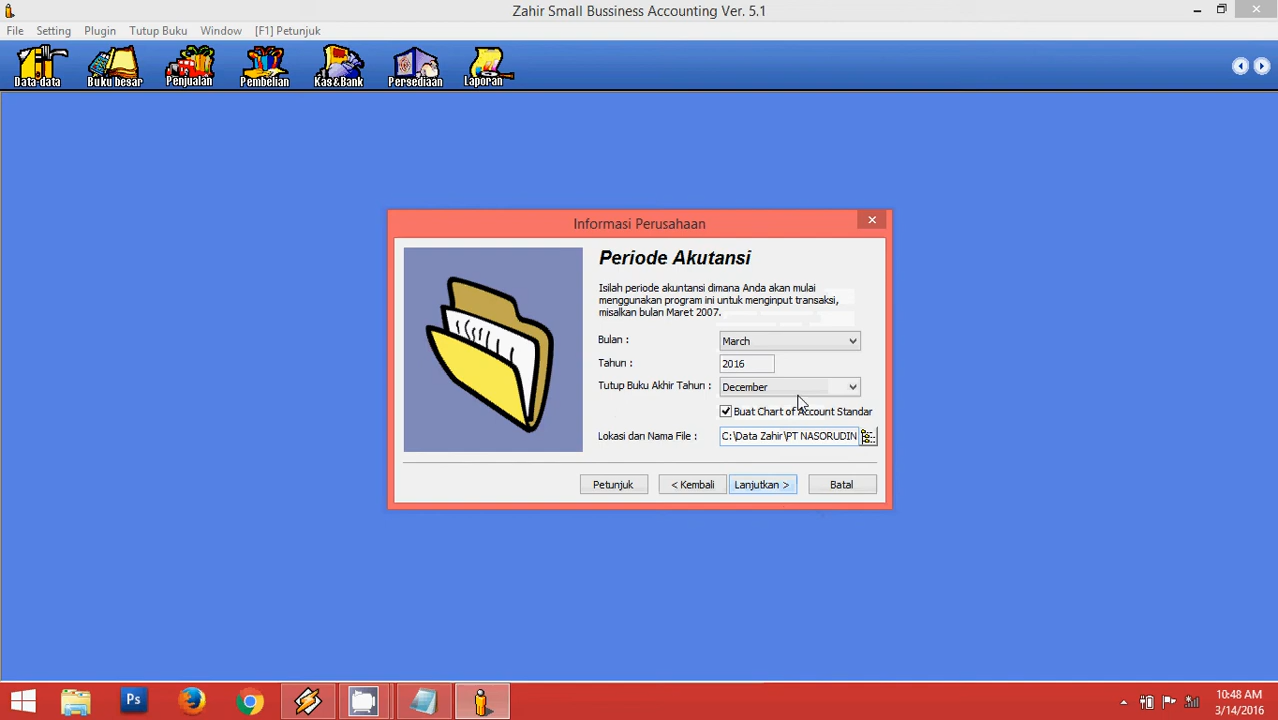 Zahir Small Bussiness Accounting Ver. 5.1
File Setting Plugin Tutup Buku Window [F1] Petunjuk
Data-data Buku besar Penjualan Pembelian Kas&Bank Persediaan Laporan
Informasi Perusahaan
Periode Akutansi
Isilah periode akuntansi dimana Anda akan mulai
menggunakan program ini untuk menginput transaksi,
misalkan bulan Maret 2007.
Bulan : March
Tahun : 2016
Tutup Buku Akhir Tahun : December
Buat Chart of Account Standar
Lokasi dan Nama File : C:\Data Zahir\PT NASORUDIN
Petunjuk < Kembali Lanjutkan > Batal
Ps
10:48 AM
3/14/2016